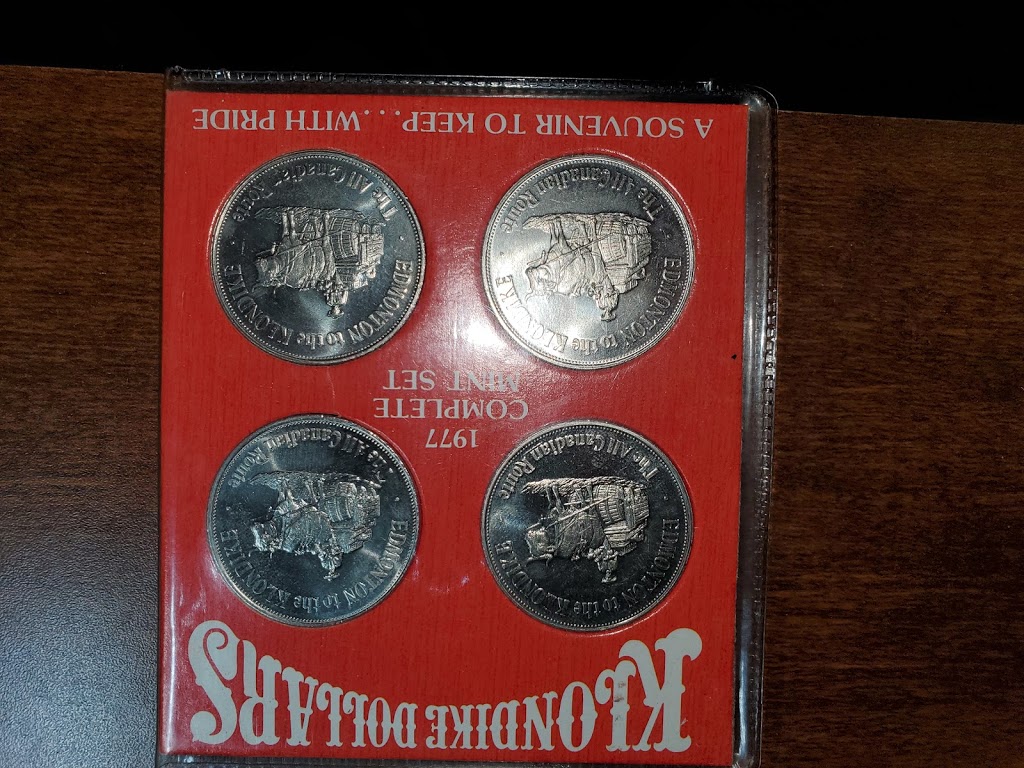 KLONDIKE DOLLARS
EDMONTON to the KLONDIKE
The All Canadian Route
EDMONTON to the KLONDIKE
The All Canadian Route
1977
COMPLETE
MINT SET
EDMONTON to the KLONDIKE
The All Canadian Route
EDMONTON to the KLONDIKE
The All Canadian Route
A SOUVENIR TO KEEP...WITH PRIDE